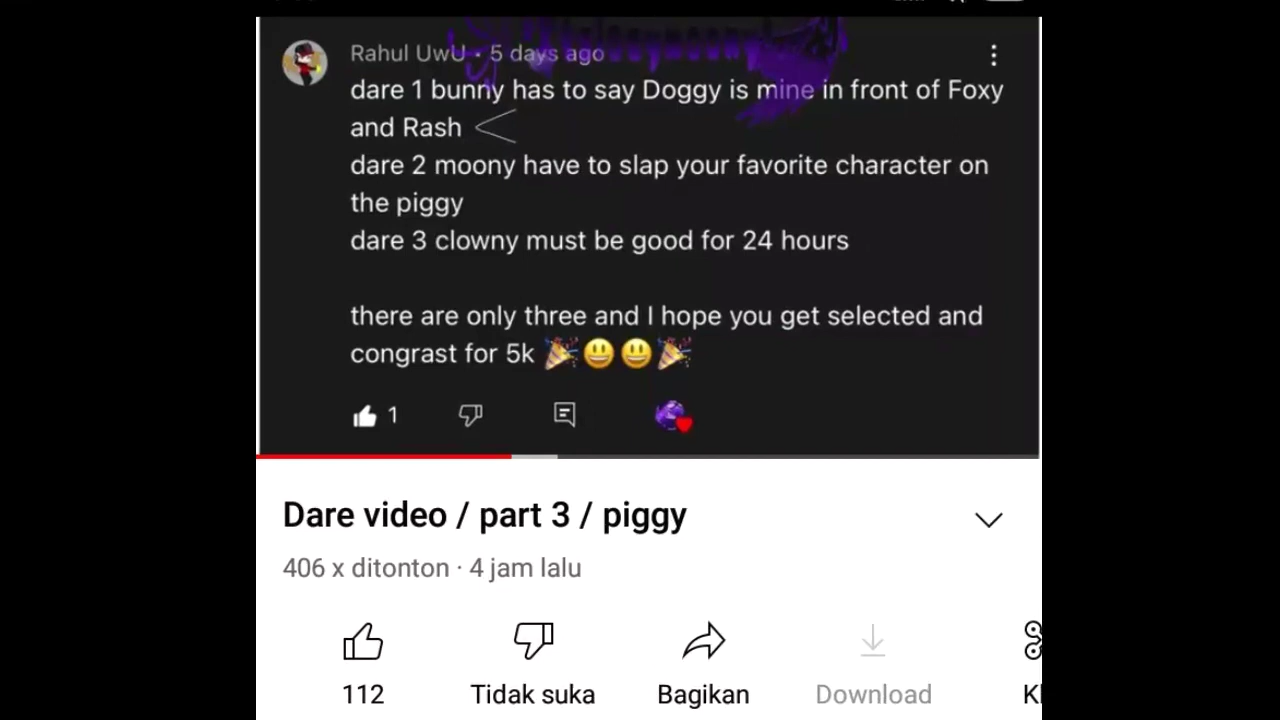 Rahul UwU · 5 days ago
dare 1 bunny has to say Doggy is mine in front of Foxy
and Rash
dare 2 moony have to slap your favorite character on
the piggy
dare 3 clowny must be good for 24 hours
there are only three and I hope you get selected and
congrast for 5k 🎉😃😃🎉
1
Dare video / part 3 / piggy
406 x ditonton · 4 jam lalu
112
Tidak suka
Bagikan
Download